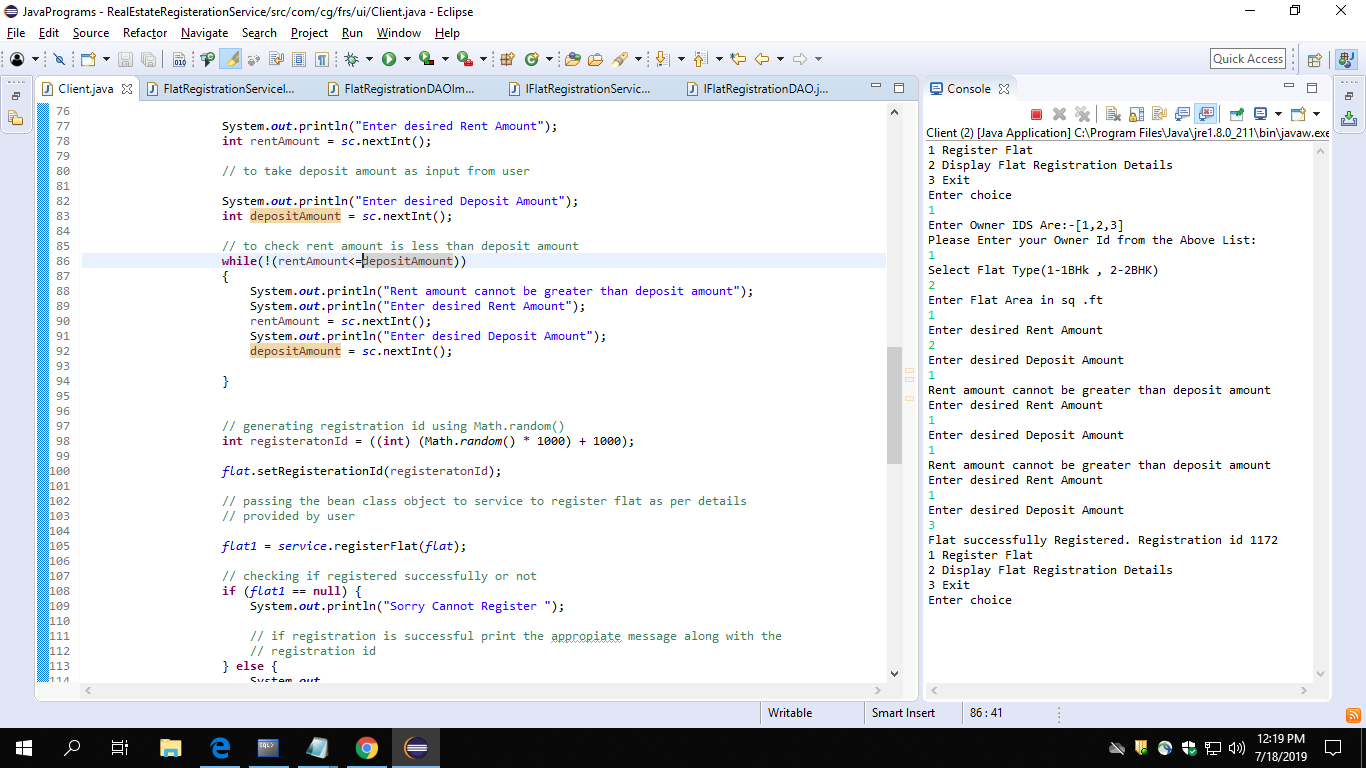 JavaPrograms - RealEstateRegisterationService/src/com/cg/frs/ui/Client.java - Eclipse
File Edit Source Refactor Navigate Search Project Run Window Help
Quick Access
Client.java FlatRegistrationServiceI... FlatRegistrationDAOIm... IFlatRegistrationServic... IFlatRegistrationDAO.j...
76
77 System.out.println("Enter desired Rent Amount");
78 int rentAmount = sc.nextInt();
79
80 // to take deposit amount as input from user
81
82 System.out.println("Enter desired Deposit Amount");
83 int depositAmount = sc.nextInt();
84
85 // to check rent amount is less than deposit amount
86 while(!(rentAmount<=depositAmount))
87 {
88 System.out.println("Rent amount cannot be greater than deposit amount");
89 System.out.println("Enter desired Rent Amount");
90 rentAmount = sc.nextInt();
91 System.out.println("Enter desired Deposit Amount");
92 depositAmount = sc.nextInt();
93
94 }
95
96
97 // generating registration id using Math.random()
98 int registeratonId = ((int) (Math.random() * 1000) + 1000);
99
100 flat.setRegisterationId(registeratonId);
101
102 // passing the bean class object to service to register flat as per details
103 // provided by user
104
105 flat1 = service.registerFlat(flat);
106
107 // checking if registered successfully or not
108 if (flat1 == null) {
109 System.out.println("Sorry Cannot Register ");
110
111 // if registration is successful print the appropiate message along with the
112 // registration id
113 } else {
114 System.out
Console
Client (2) [Java Application] C:\Program Files\Java\jre1.8.0_211\bin\javaw.exe
1 Register Flat
2 Display Flat Registration Details
3 Exit
Enter choice
1
Enter Owner IDS Are:-[1,2,3]
Please Enter your Owner Id from the Above List:
1
Select Flat Type(1-1BHk , 2-2BHK)
2
Enter Flat Area in sq .ft
1
Enter desired Rent Amount
2
Enter desired Deposit Amount
1
Rent amount cannot be greater than deposit amount
Enter desired Rent Amount
1
Enter desired Deposit Amount
1
Rent amount cannot be greater than deposit amount
Enter desired Rent Amount
1
Enter desired Deposit Amount
3
Flat successfully Registered. Registration id 1172
1 Register Flat
2 Display Flat Registration Details
3 Exit
Enter choice
Writable Smart Insert 86 : 41
12:19 PM
7/18/2019